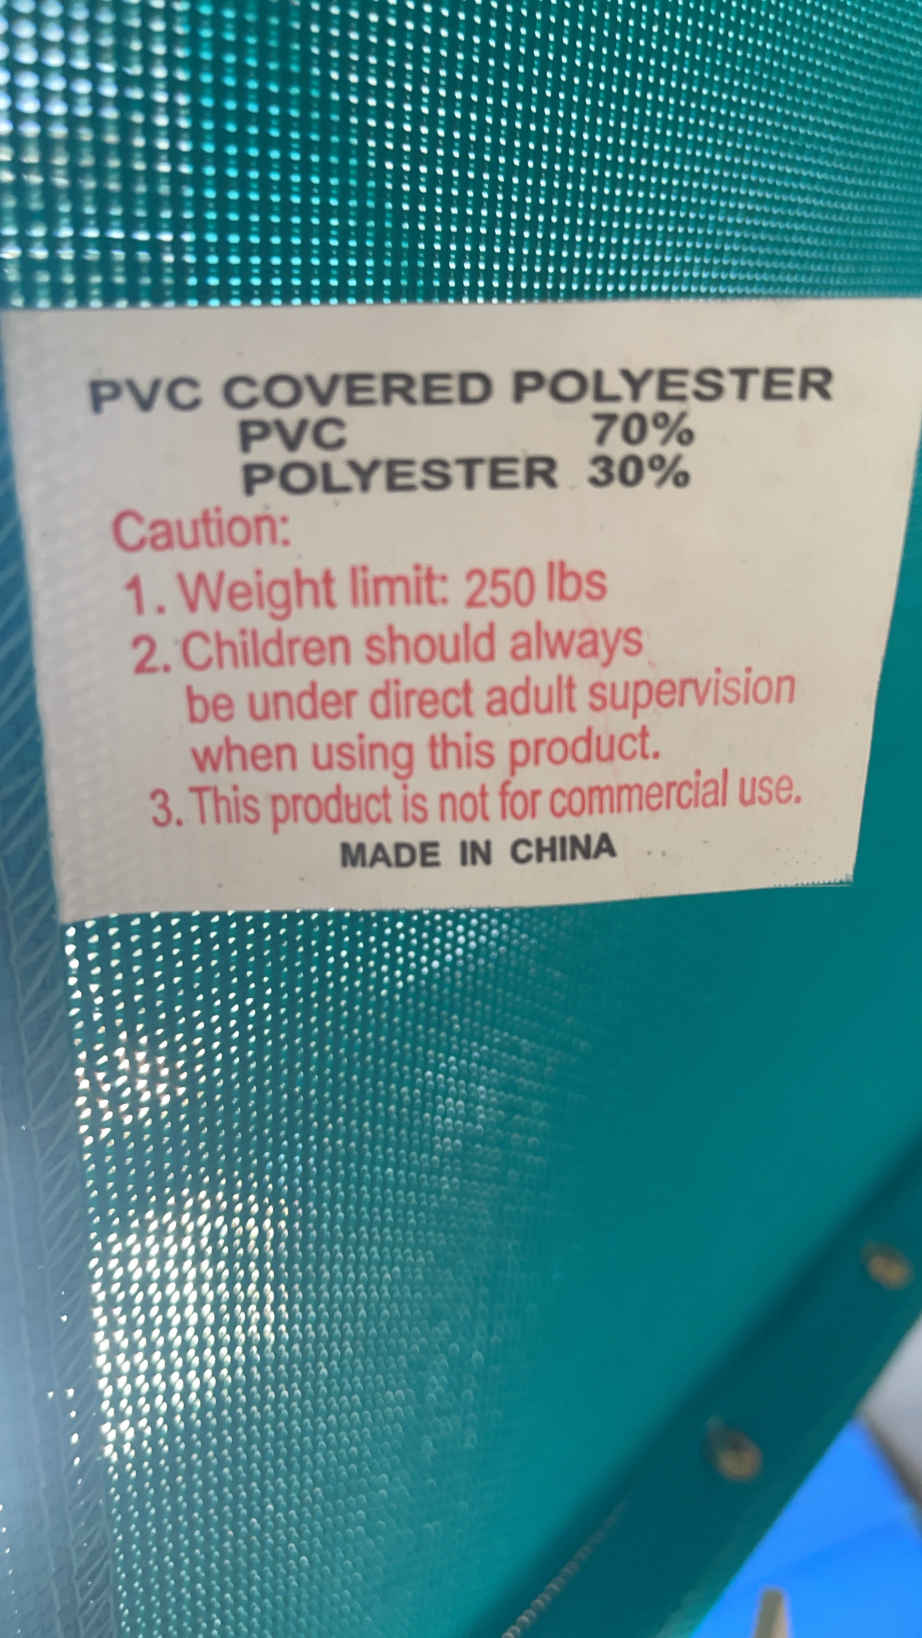 PVC COVERED POLYESTER
PVC 70%
POLYESTER 30%
Caution:
1. Weight limit: 250 lbs
2. Children should always
be under direct adult supervision
when using this product.
3. This product is not for commercial use.
MADE IN CHINA